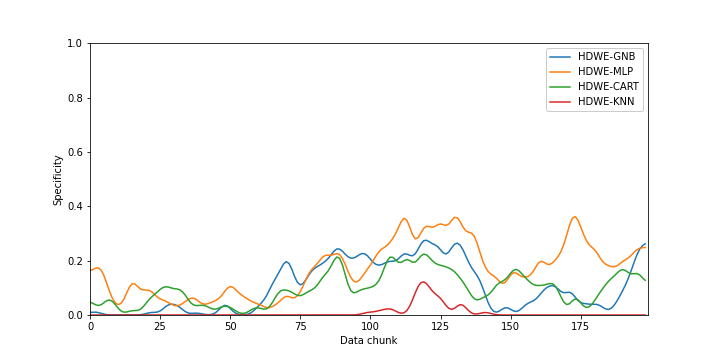 1.0
0.8
0.6
0.4
0.2
0.0
Specificity
0 25 50 75 100 125 150 175
Data chunk
HDWE-GNB
HDWE-MLP
HDWE-CART
HDWE-KNN